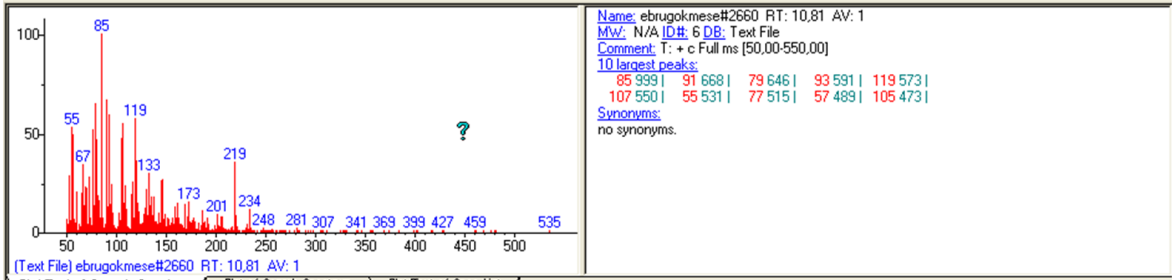 Name: ebrugokmese#2660 RT: 10,81 AV: 1
MW: N/A ID#: 6 DB: Text File
Comment: T: + c Full ms [50,00-550,00]
10 largest peaks:
85 999 | 91 668 | 79 646 | 93 591 | 119 573 |
107 550 | 55 531 | 77 515 | 57 489 | 105 473 |
Synonyms:
no synonyms.
100
50
0
85
55
119
67
133
219
173
201
234
248
281
307
341
369
399
427
459
535
?
50 100 150 200 250 300 350 400 450 500
(Text File) ebrugokmese#2660 RT: 10,81 AV: 1